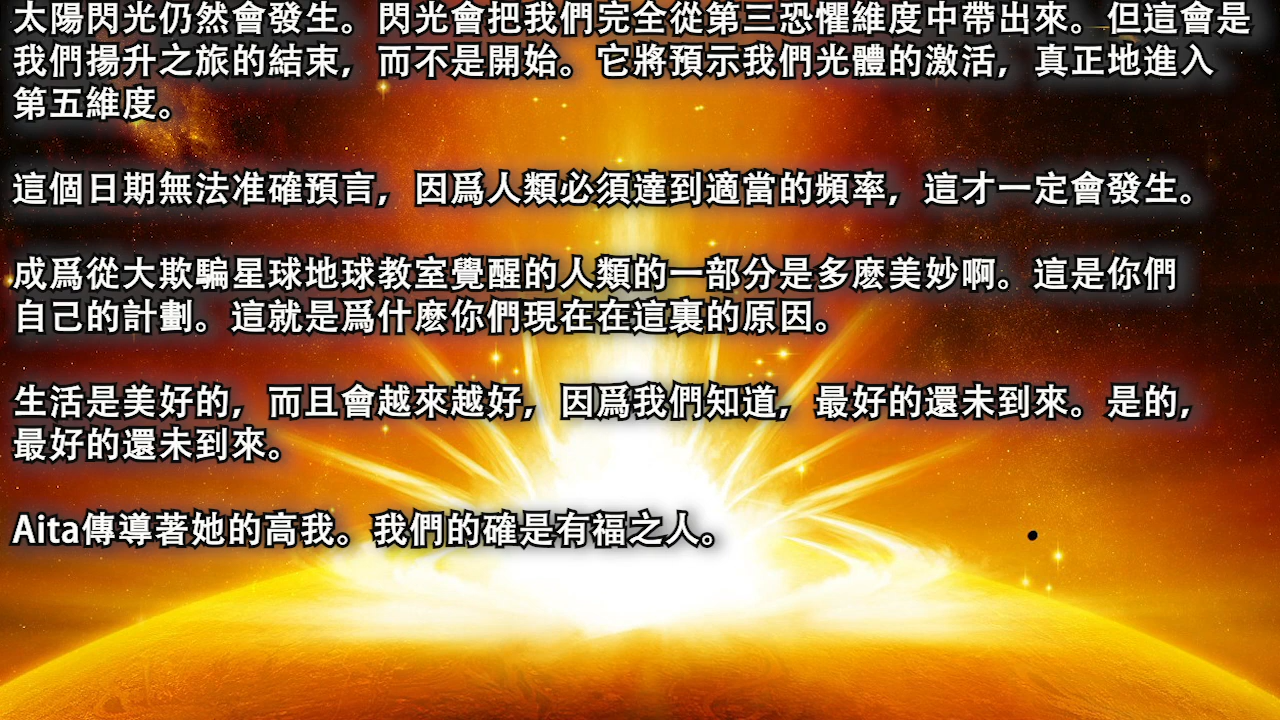 太陽閃光仍然會發生。閃光會把我們完全從第三恐懼維度中帶出來。但這會是
我們揚升之旅的結束,而不是開始。它將預示我們光體的激活,真正地進入
第五維度。
這個日期無法准確預言,因爲人類必須達到適當的頻率,這才一定會發生。
成爲從大欺騙星球地球教室覺醒的人類的一部分是多麽美妙啊。這是你們
自己的計劃。這就是爲什麽你們現在在這裏的原因。
生活是美好的,而且會越來越好,因爲我們知道,最好的還未到來。是的,
最好的還未到來。
Aita傳導著她的高我。我們的確是有福之人。